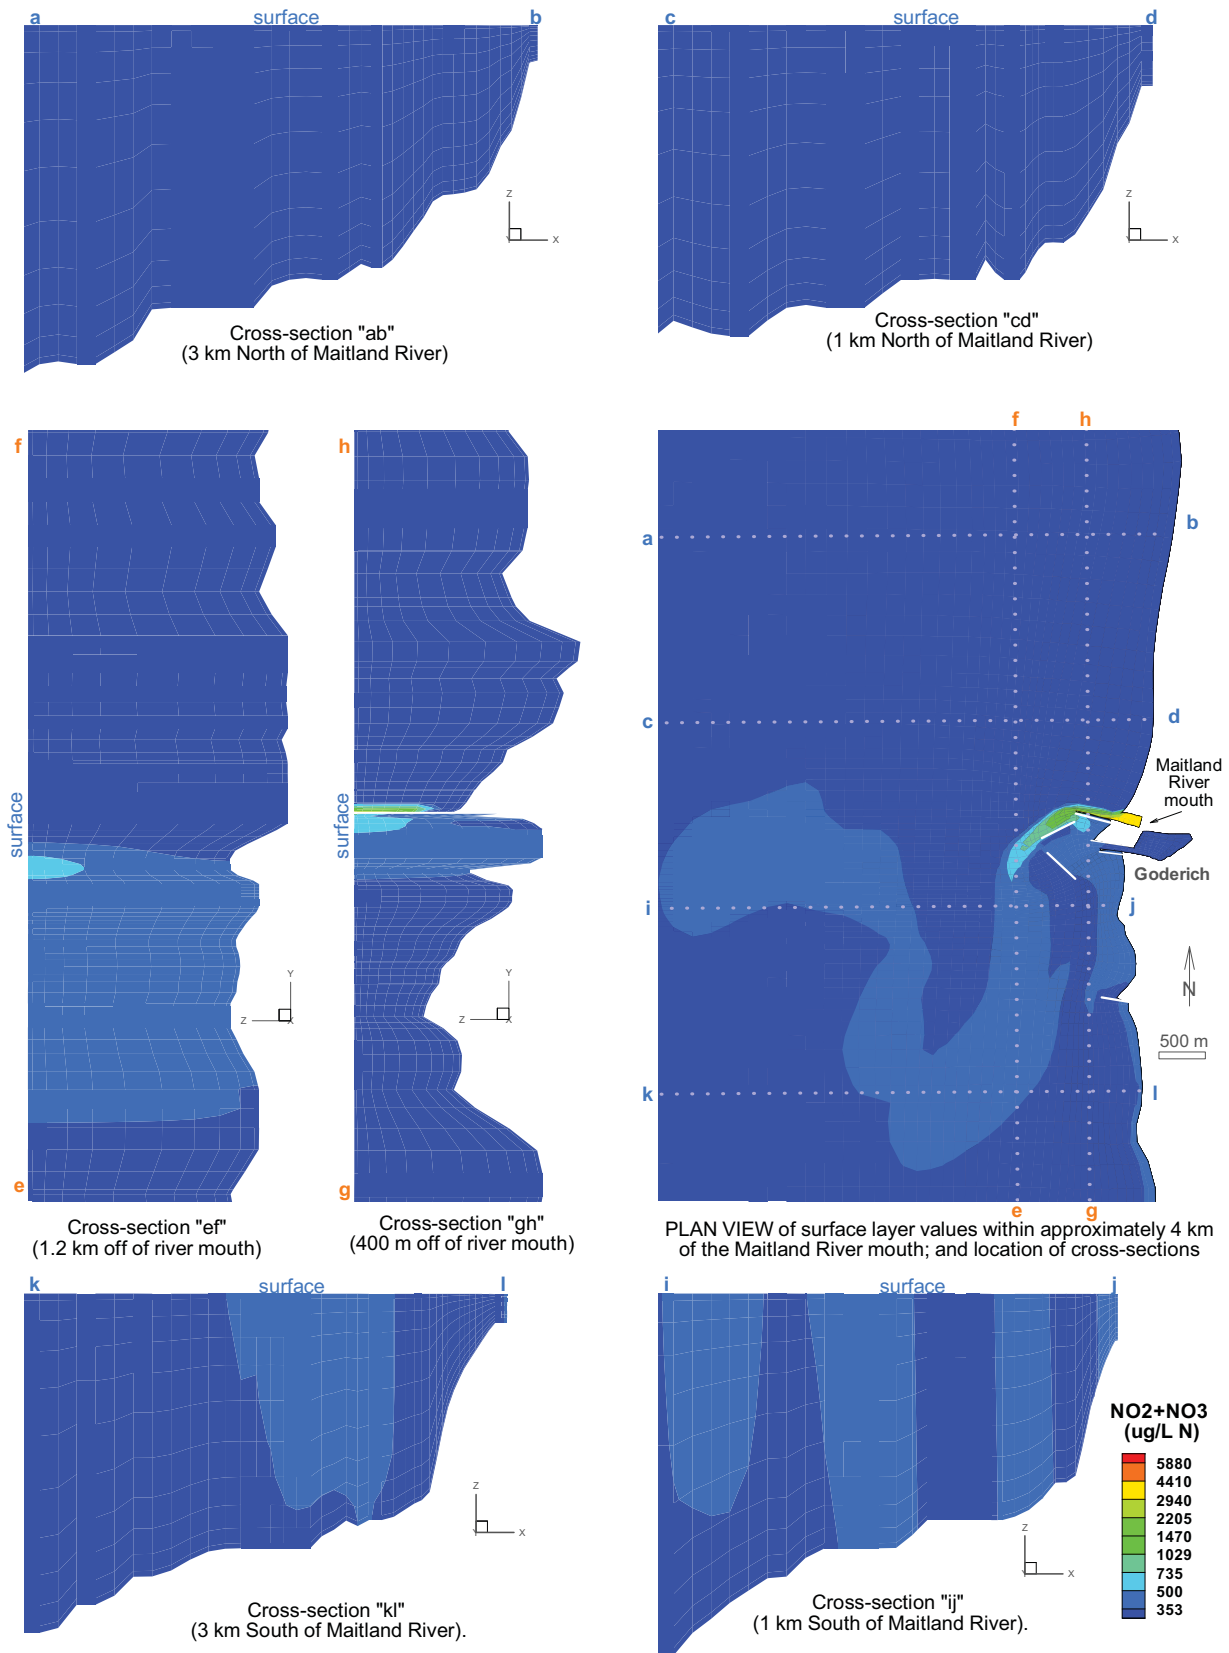 a surface b
c surface d
Z
X
Y
Z
X
Y
Cross-section "ab"
(3 km North of Maitland River)
Cross-section "cd"
(1 km North of Maitland River)
f
h
f h
a
b
c
d
surface
surface
Maitland
River
mouth
Goderich
i
j
N
500 m
k
l
Y
Z
X
Y
Z
X
e
g
e g
Cross-section "ef"
(1.2 km off of river mouth)
Cross-section "gh"
(400 m off of river mouth)
PLAN VIEW of surface layer values within approximately 4 km
of the Maitland River mouth; and location of cross-sections
k surface l
i surface j
Z
X
Y
Z
X
Y
Cross-section "kl"
(3 km South of Maitland River).
Cross-section "ij"
(1 km South of Maitland River).
NO2+NO3
(ug/L N)
5880
4410
2940
2205
1470
1029
735
500
353